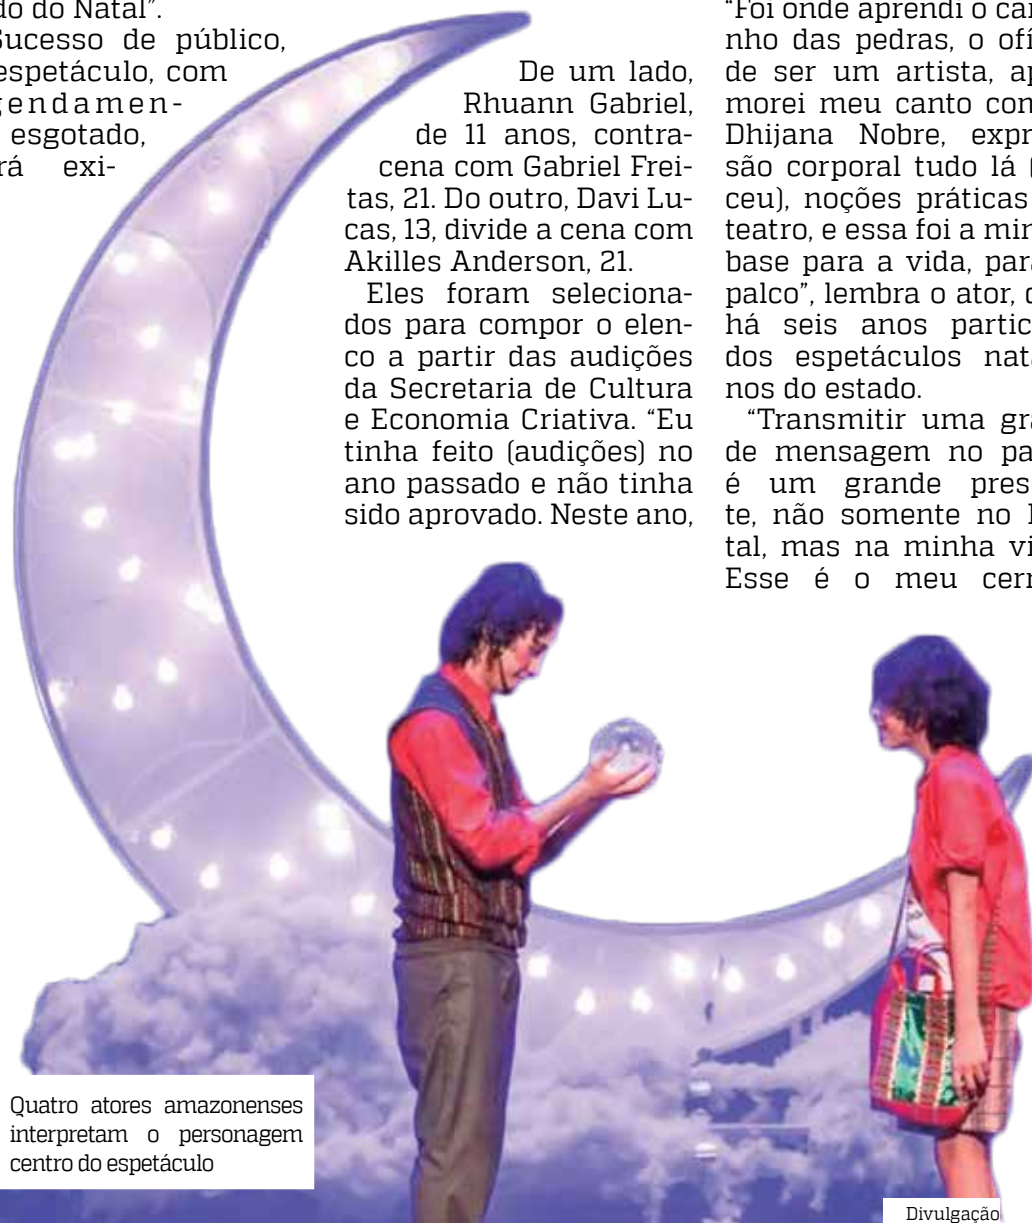 do do Natal”.
Sucesso de público,
espetáculo, com
gendamen-
esgotado,
rá exi-
De um lado,
Rhuann Gabriel,
de 11 anos, contra-
cena com Gabriel Frei-
tas, 21. Do outro, Davi Lu-
cas, 13, divide a cena com
Akilles Anderson, 21.
Eles foram seleciona-
dos para compor o elen-
co a partir das audições
da Secretaria de Cultura
e Economia Criativa. “Eu
tinha feito (audições) no
ano passado e não tinha
sido aprovado. Neste ano,
“Foi onde aprendi o ca
nho das pedras, o ofí
de ser um artista, ap
morei meu canto con
Dhijana Nobre, expr
são corporal tudo lá (
ceu), noções práticas
teatro, e essa foi a min
base para a vida, para
palco”, lembra o ator,
há seis anos partic
dos espetáculos nata
nos do estado.
“Transmitir uma gra
de mensagem no pa
é um grande pres
te, não somente no
tal, mas na minha vi
Esse é o meu cer
Quatro atores amazonenses
interpretam o personagem
centro do espetáculo
Divulgação